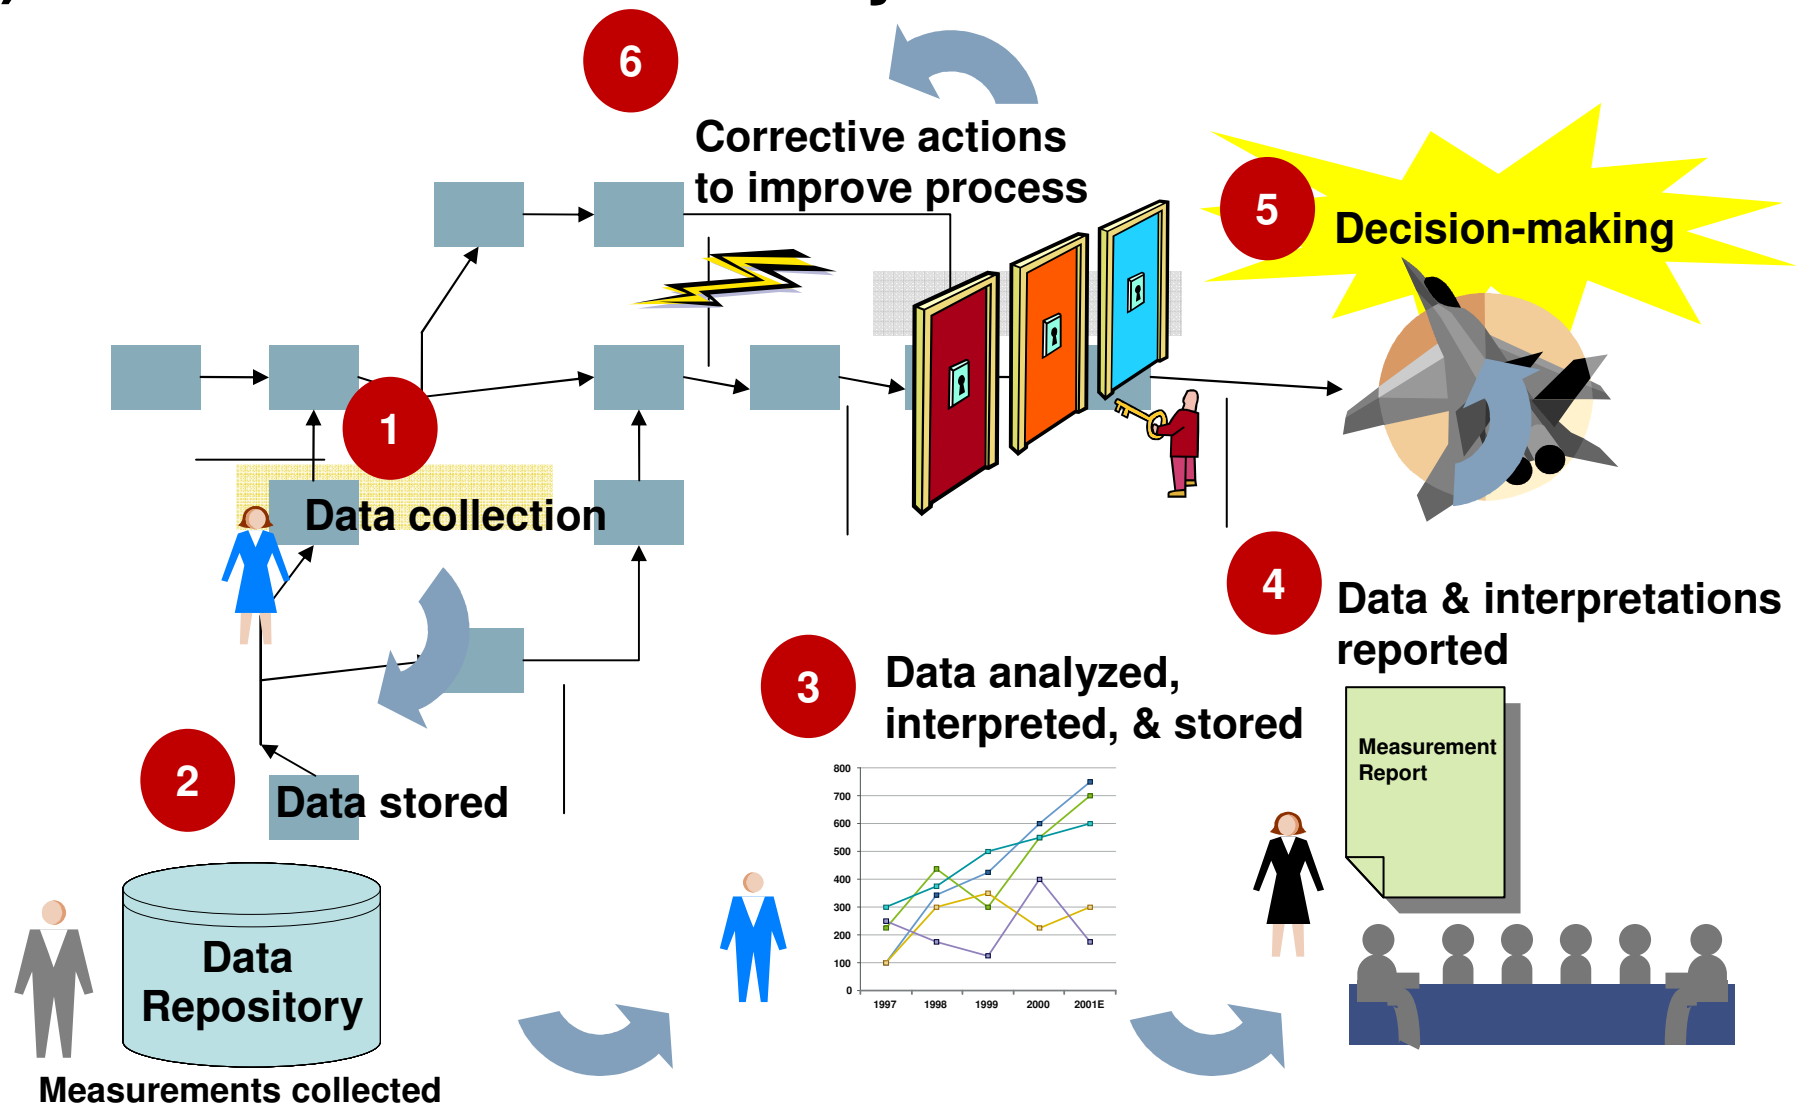 6
Corrective actions
to improve process
5
Decision-making
1
Data collection
4
Data & interpretations
reported
3
Data analyzed,
interpreted, & stored
Measurement
Report
2
Data stored
800
700
600
500
400
300
200
100
0
1997 1998 1999 2000 2001E
Data
Repository
Measurements collected